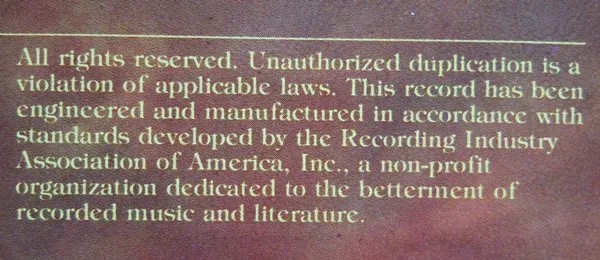 All rights reserved. Unauthorized duplication is a
violation of applicable laws. This record has been
engineered and manufactured in accordance with
standards developed by the Recording Industry
Association of America, Inc., a non-profit
organization dedicated to the betterment of
recorded music and literature.